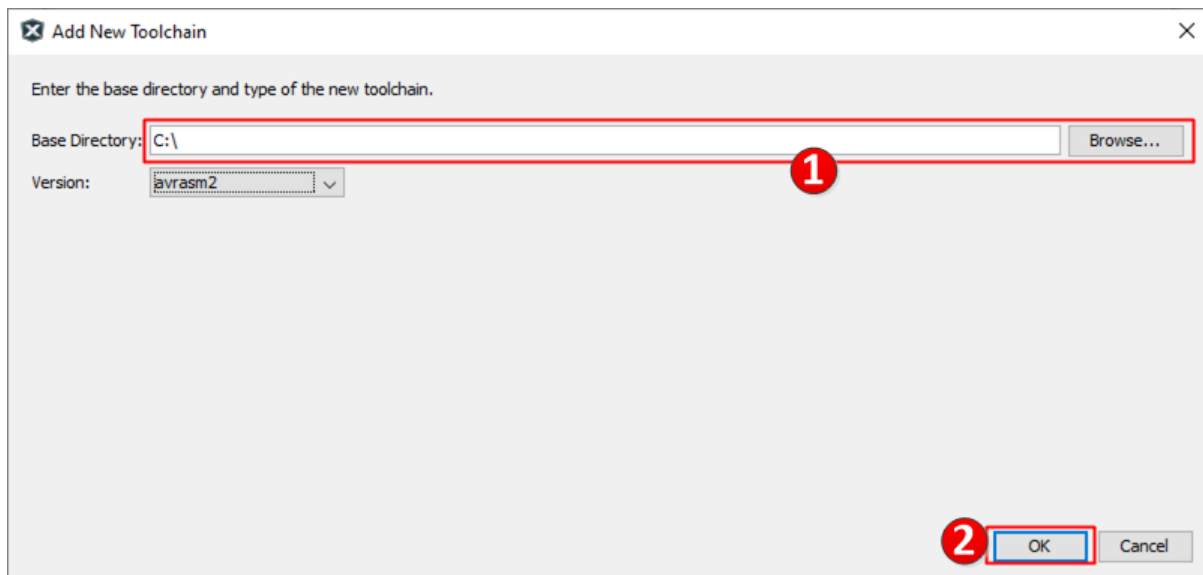 Add New Toolchain
Enter the base directory and type of the new toolchain.
Base Directory: C:\ Browse...
1
Version: avrasm2
2 OK Cancel